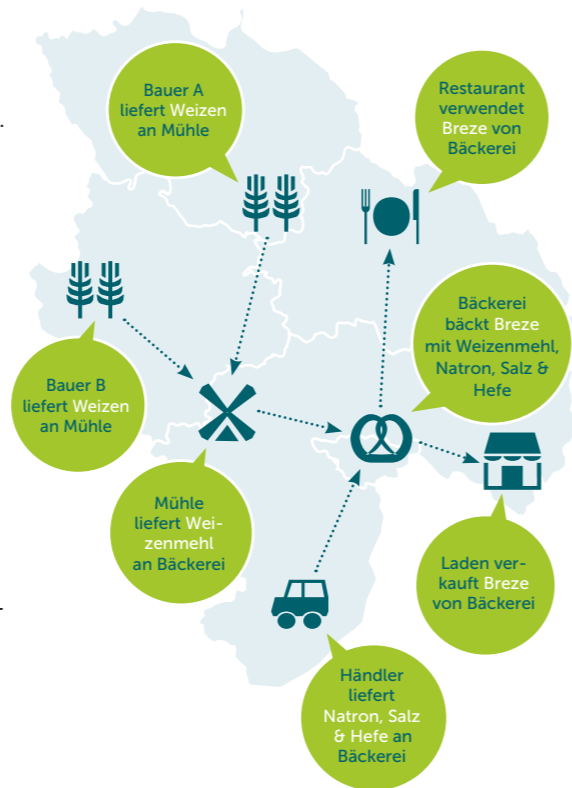 Bauer A
liefert Weizen
an Mühle
Restaurant
verwendet
Breze von
Bäckerei
Bäckerei
bäckt Breze
mit Weizenmehl,
Natron, Salz &
Hefe
Bauer B
liefert Weizen
an Mühle
Mühle
liefert Wei-
zenmehl
an Bäckerei
Laden ver-
kauft Breze
von Bäckerei
Händler
liefert
Natron, Salz
& Hefe an
Bäckerei